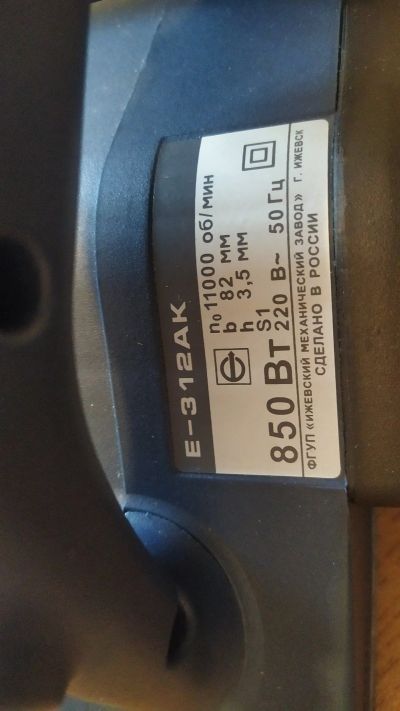 E-312АК
n₀ 11000 об/мин
b 82 мм
h 3,5 мм
S1
850 Вт 220 В~ 50 Гц
ФГУП «ИЖЕВСКИЙ МЕХАНИЧЕСКИЙ ЗАВОД» Г. ИЖЕВСК
СДЕЛАНО В РОССИИ